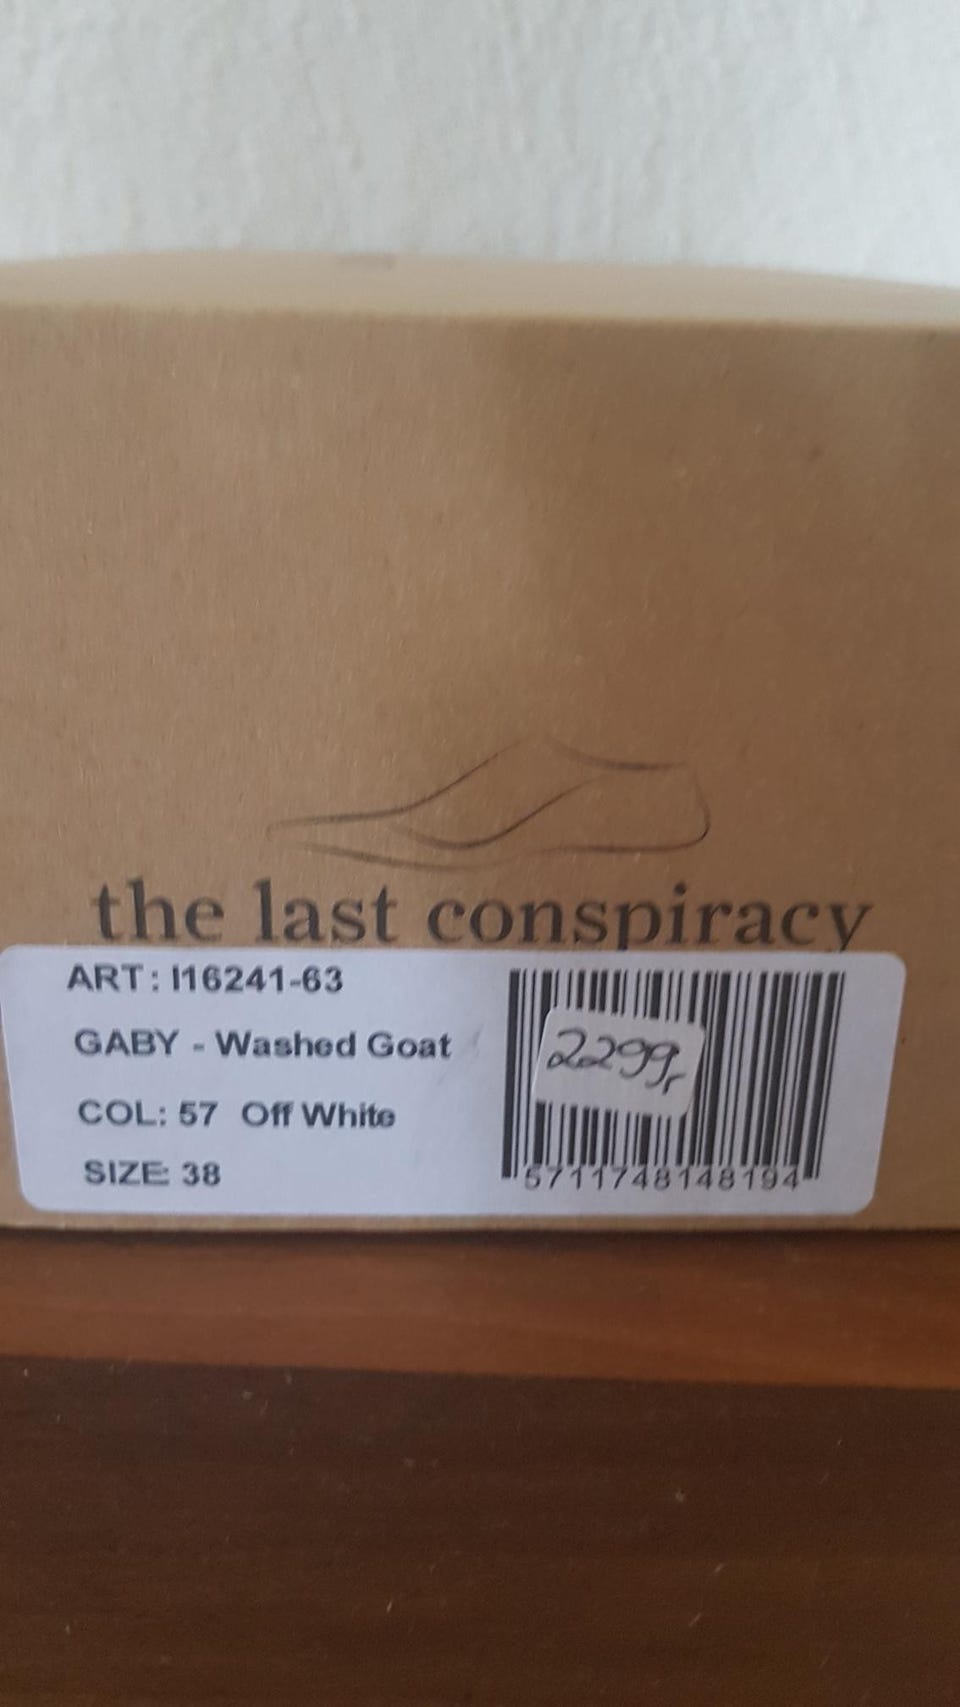 the last conspiracy
ART: I16241-63
GABY - Washed Goat
COL: 57 Off White
SIZE: 38
2299,-
5711748148194